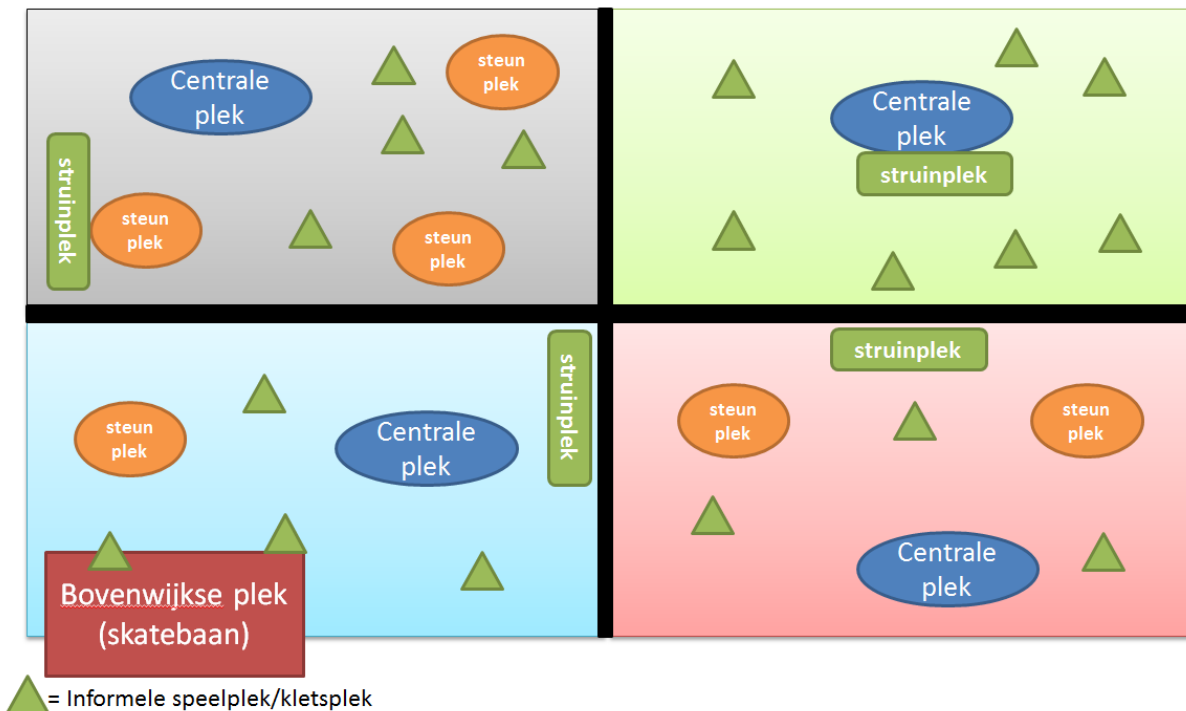 Centrale
plek
steun
plek
struinplek
steun
plek
steun
plek
Centrale
plek
struinplek
steun
plek
Centrale
plek
struinplek
Bovenwijkse plek
(skatebaan)
struinplek
steun
plek
steun
plek
Centrale
plek
= Informele speelplek/kletsplek